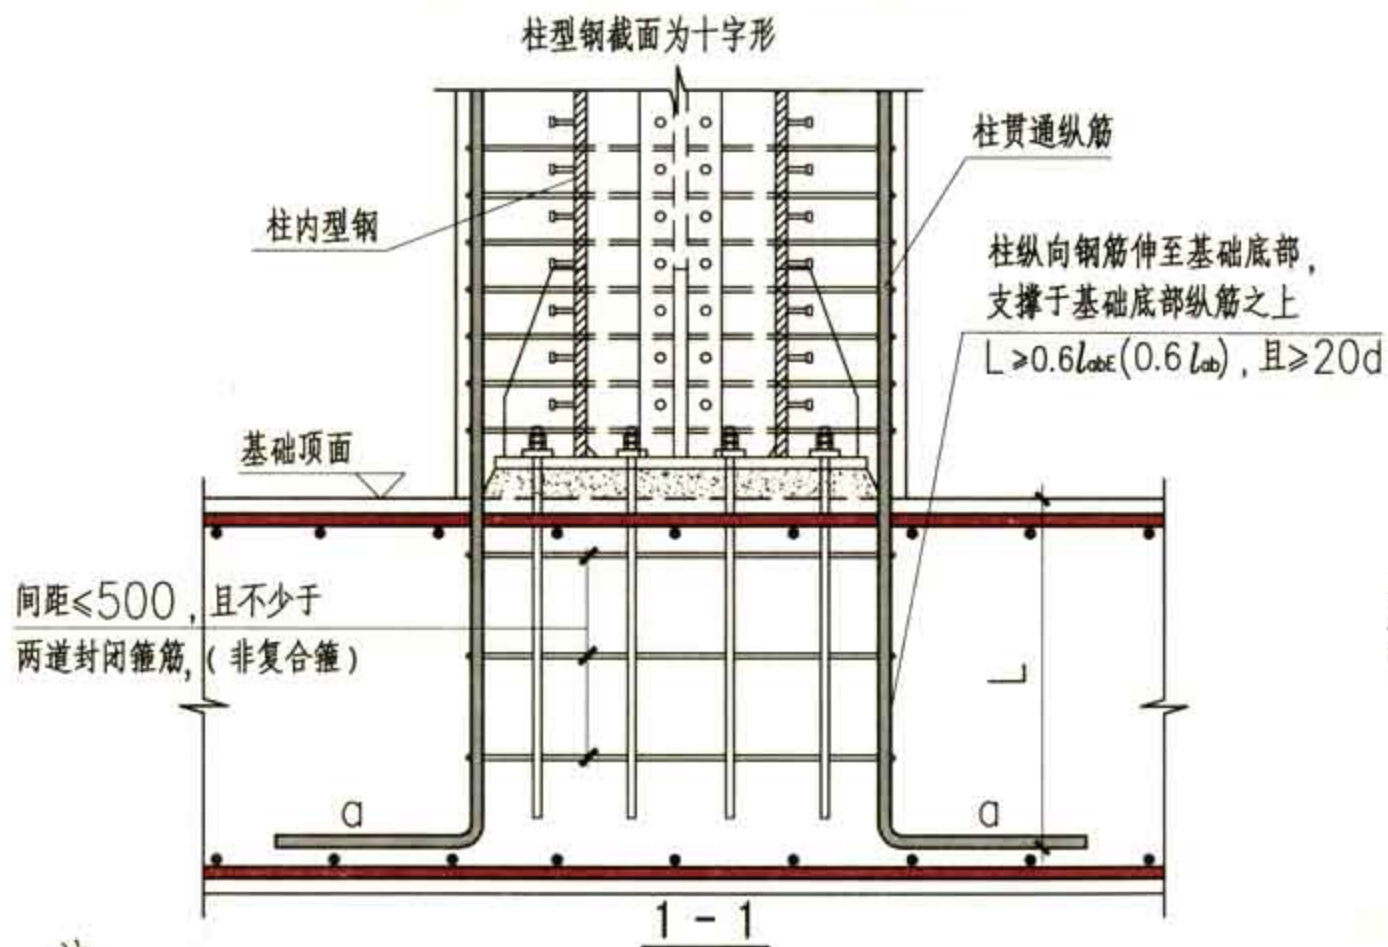 柱型钢截面为十字形
柱贯通纵筋
柱内型钢
柱纵向钢筋伸至基础底部,
支撑于基础底部纵筋之上
L≥0.6labE(0.6lab),且≥20d
基础顶面
间距≤500,且不少于
两道封闭箍筋,(非复合箍)
L
a
a
1-1